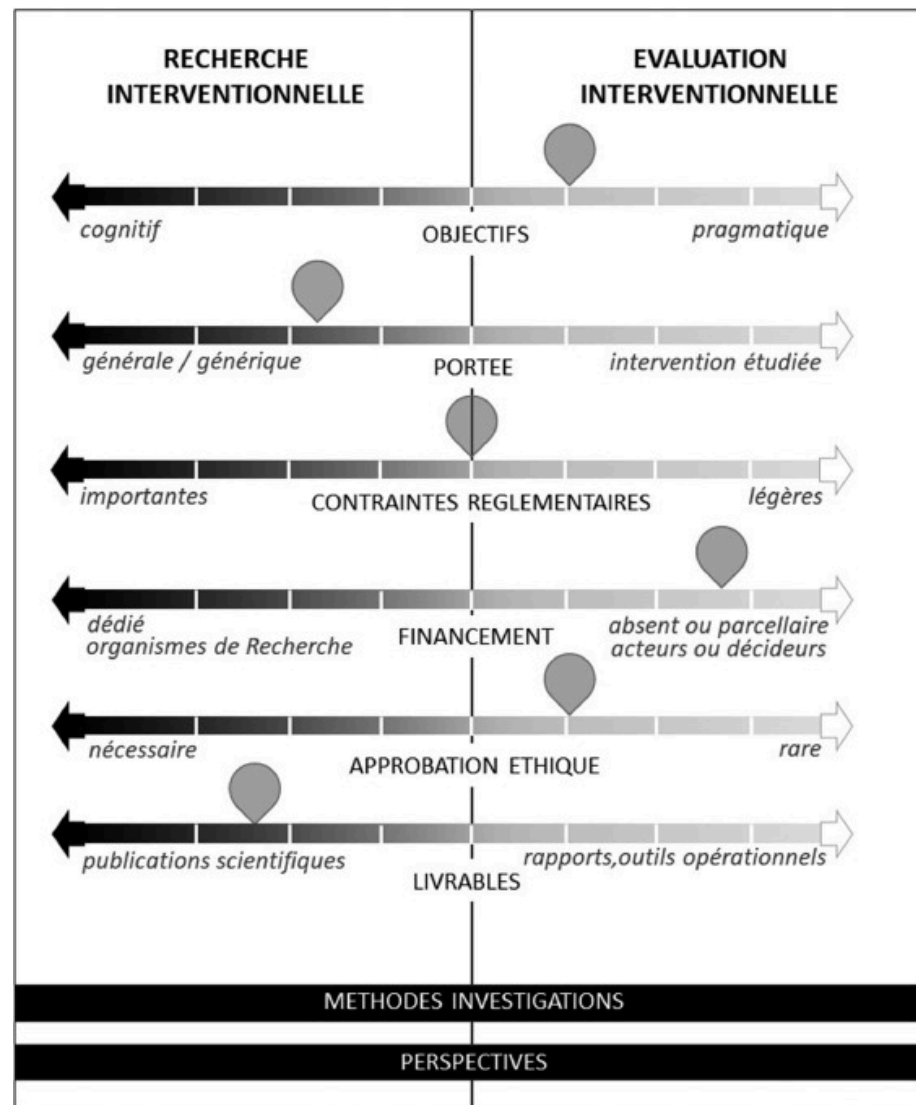 RECHERCHE
INTERVENTIONNELLE
EVALUATION
INTERVENTIONNELLE
cognitif
OBJECTIFS
pragmatique
générale / générique
PORTEE
intervention étudiée
importantes
CONTRAINTES REGLEMENTAIRES
légères
dédié
organismes de Recherche
FINANCEMENT
absent ou parcellaire
acteurs ou décideurs
nécessaire
APPROBATION ETHIQUE
rare
publications scientifiques
LIVRABLES
rapports,outils opérationnels
METHODES INVESTIGATIONS
PERSPECTIVES